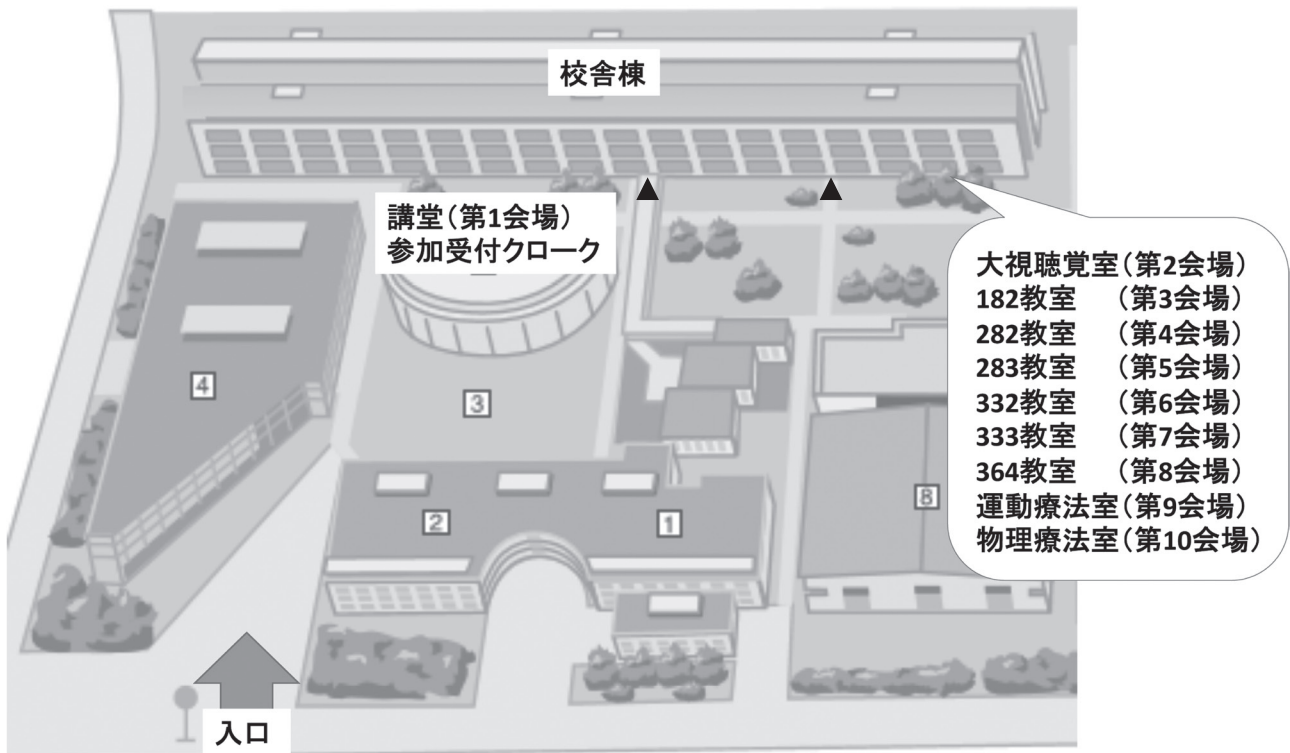 校舎棟
▲ ▲
講堂(第1会場)
参加受付クローク
大視聴覚室(第2会場)
182教室 (第3会場)
282教室 (第4会場)
283教室 (第5会場)
332教室 (第6会場)
333教室 (第7会場)
364教室 (第8会場)
運動療法室(第9会場)
物理療法室(第10会場)
4
3
8
2
1
入口